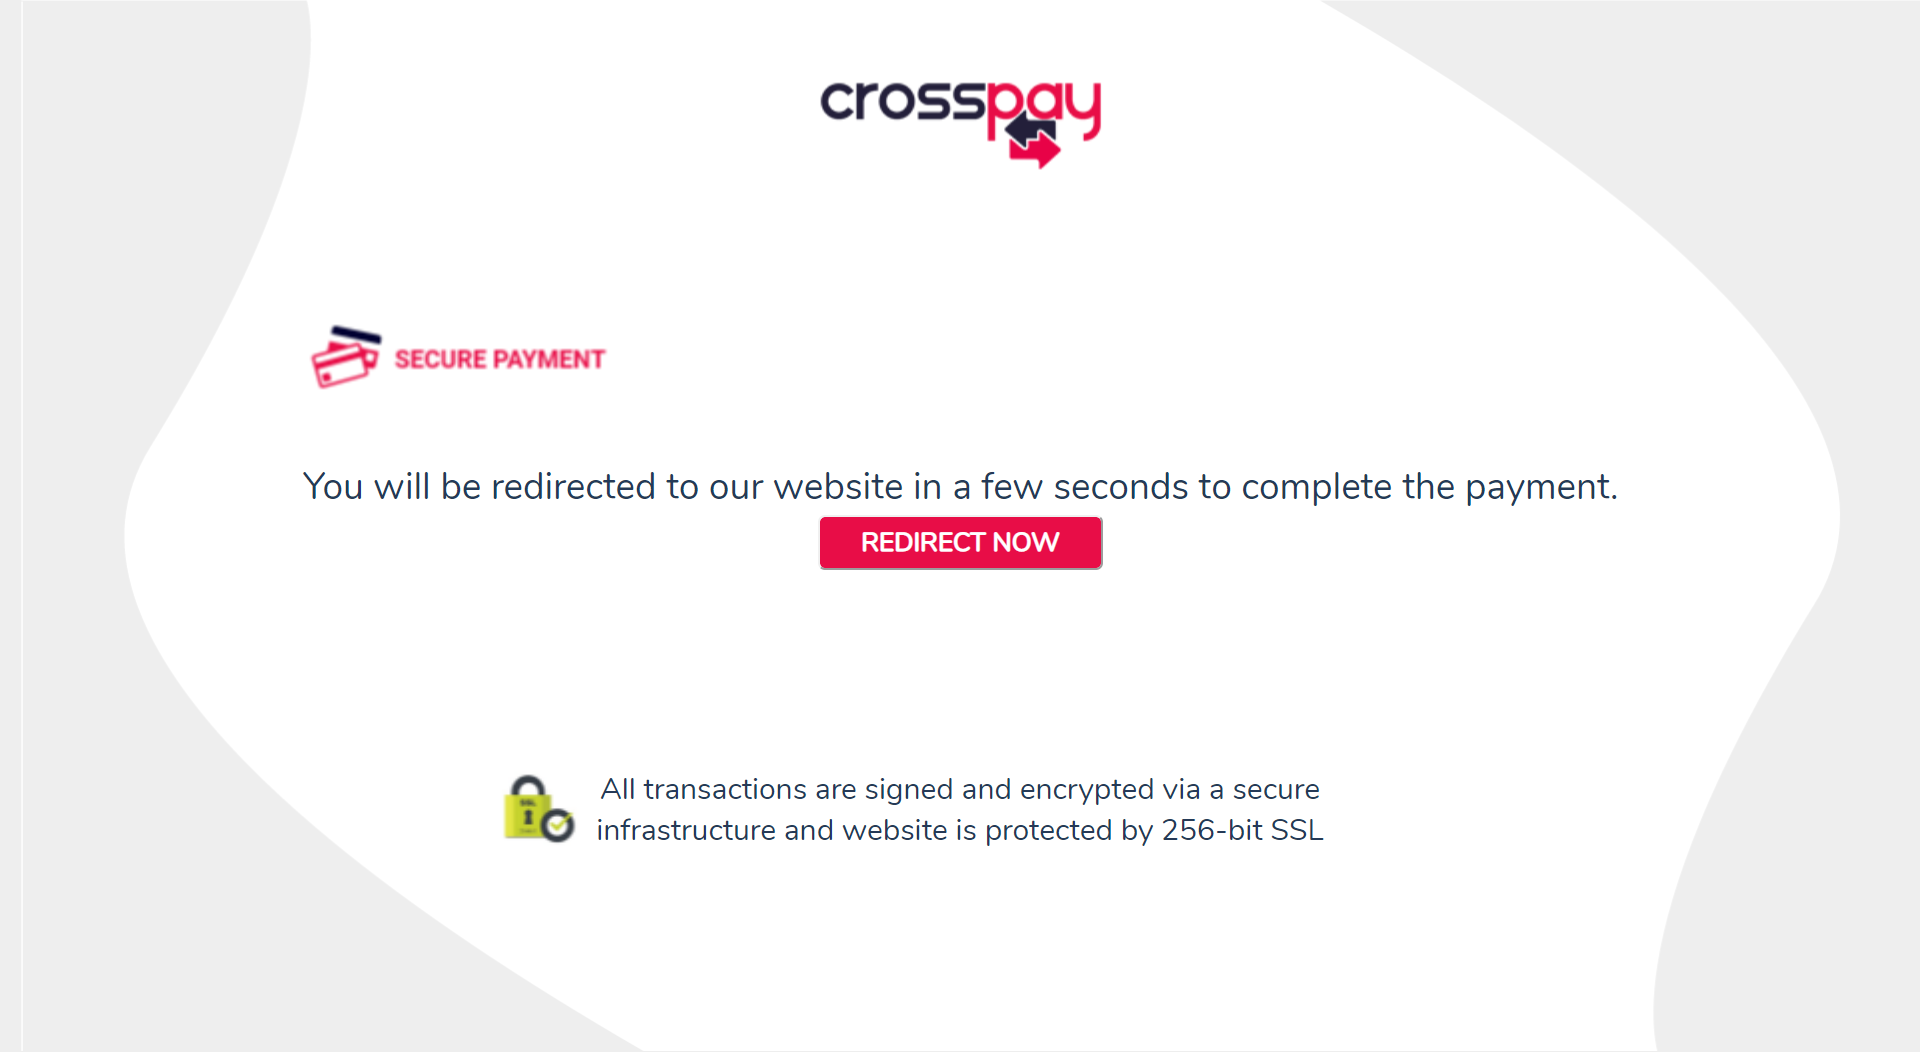 crosspay
SECURE PAYMENT
You will be redirected to our website in a few seconds to complete the payment.
REDIRECT NOW
SSL
All transactions are signed and encrypted via a secure
infrastructure and website is protected by 256-bit SSL